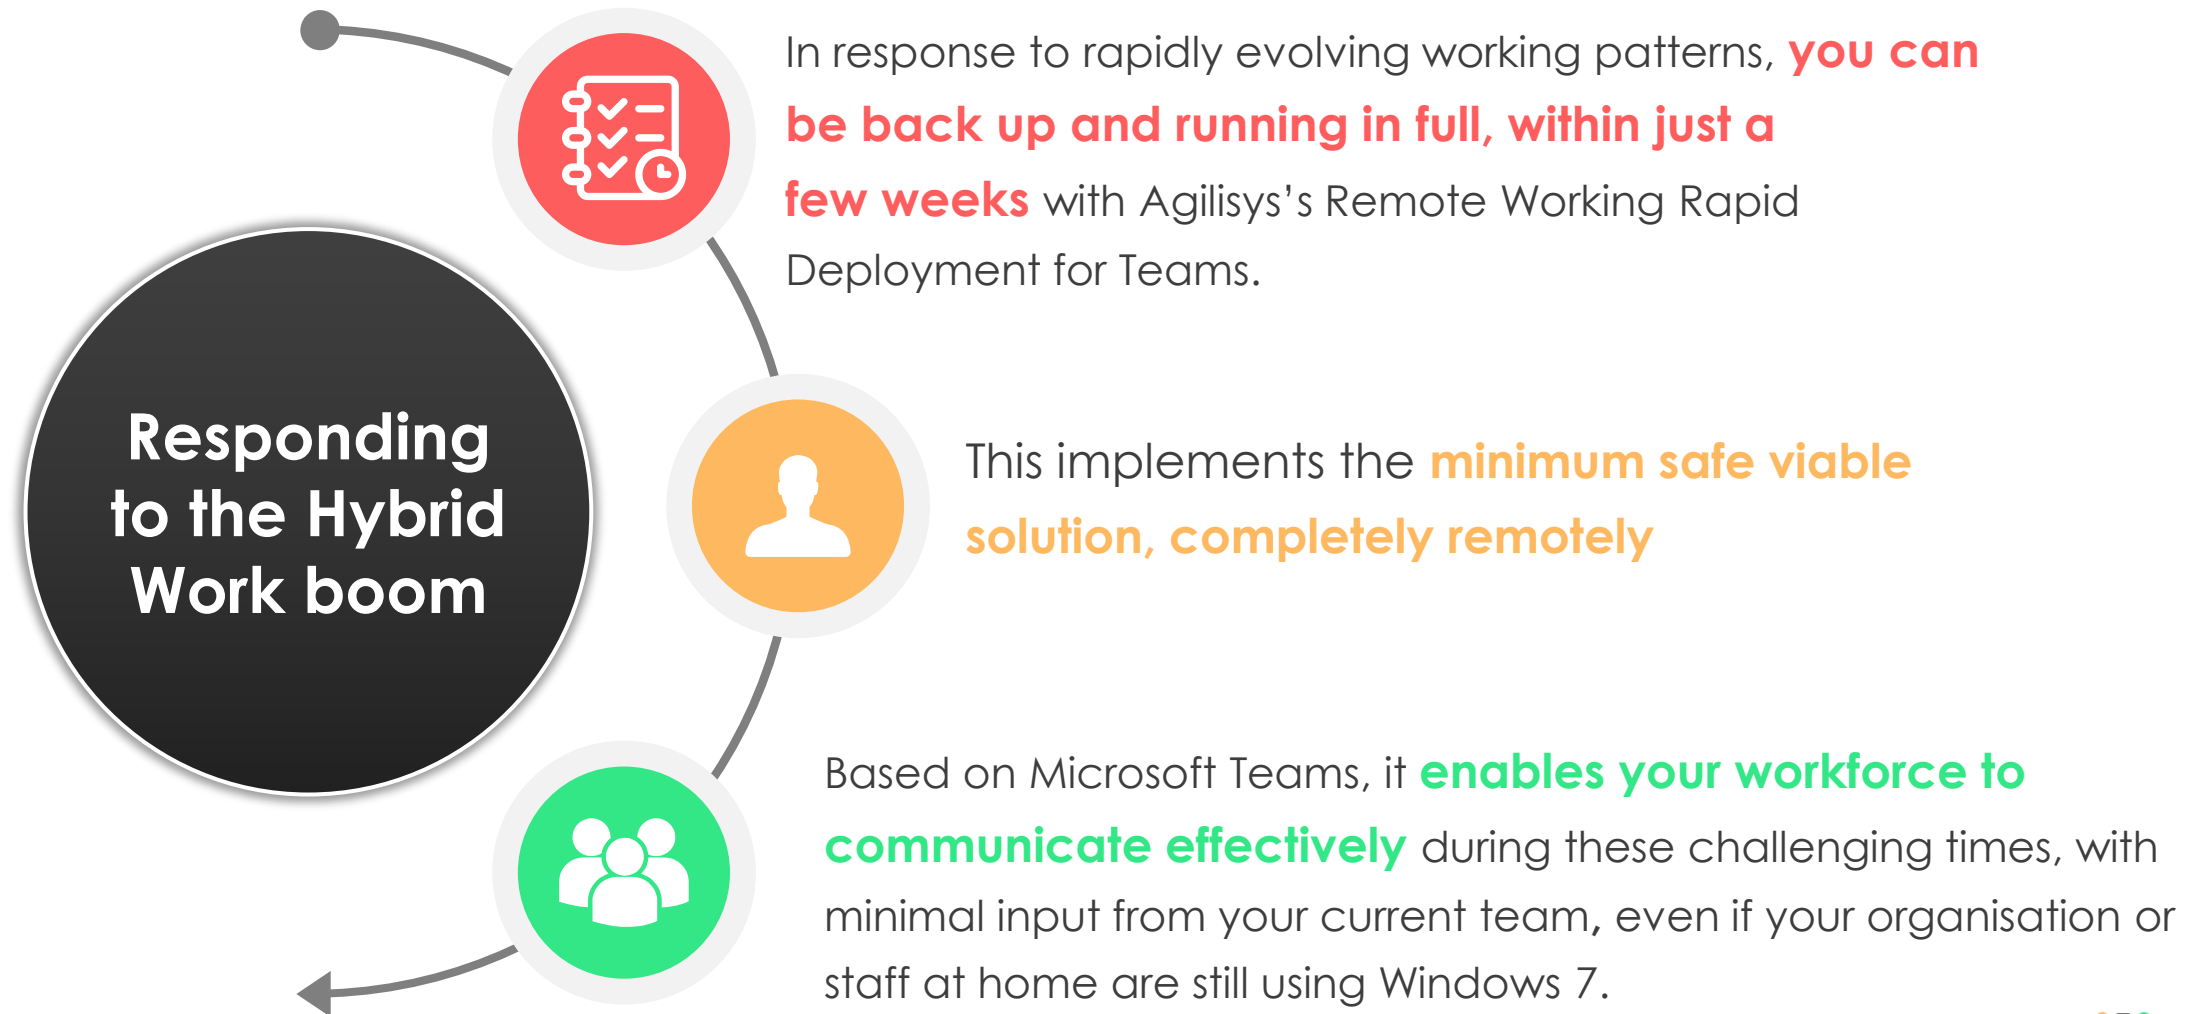 Responding
to the Hybrid
Work boom
In response to rapidly evolving working patterns, you can
be back up and running in full, within just a
few weeks with Agilisys’s Remote Working Rapid
Deployment for Teams.
This implements the minimum safe viable
solution, completely remotely
Based on Microsoft Teams, it enables your workforce to
communicate effectively during these challenging times, with
minimal input from your current team, even if your organisation or
staff at home are still using Windows 7.